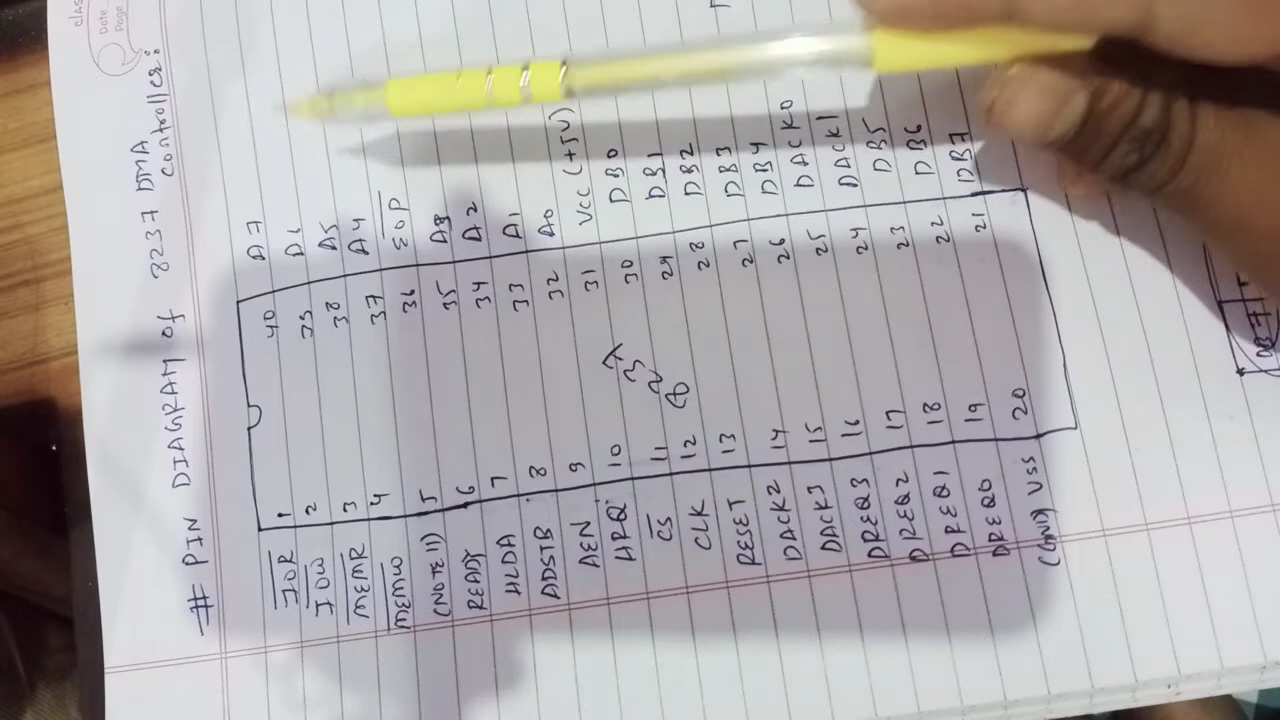 # PIN DIAGRAM of 8237 DMA
controller:
IOR 1 40 A7
IOW 2 39 A6
MEMR 3 38 A5
MEMW 4 37 A4
(NOTE 11) 5 36 EOP
READY 6 35 A3
HLDA 7 34 A2
ADSTB 8 33 A1
AEN 9 32 A0
HRQ 10 31 VCC (+5V)
CS 11 30 DB0
CLK 12 29 DB1
RESET 13 28 DB2
DACK2 14 27 DB3
DACK3 15 26 DB4
DREQ3 16 25 DACK0
DREQ2 17 24 DACK1
DREQ1 18 23 DB5
DREQ0 19 22 DB6
(GND) VSS 20 21 DB7
8237A
Date
Page